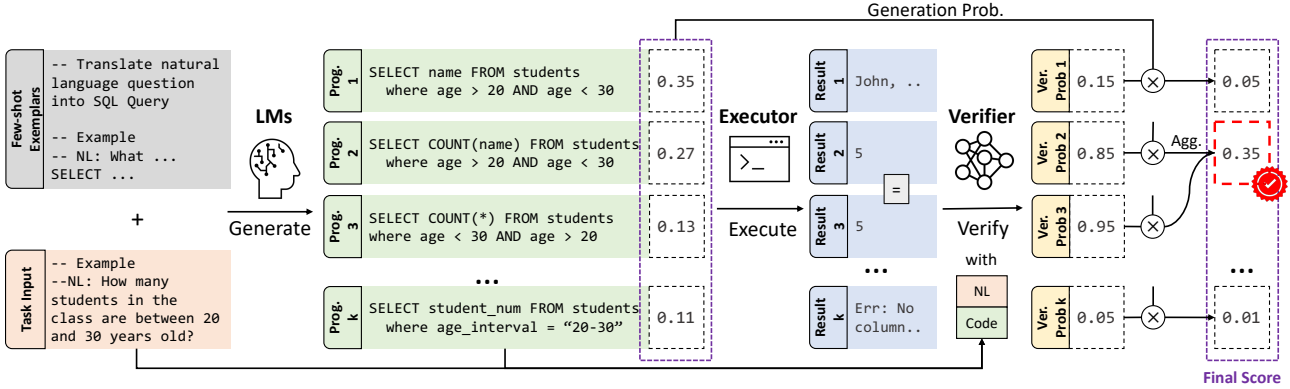 Generation Prob.
Few-shot
Exemplars
-- Translate natural
language question
into SQL Query
-- Example
-- NL: What ...
SELECT ...
+
Task Input
-- Example
--NL: How many
students in the
class are between 20
and 30 years old?
LMs
Generate
Prog.
1
SELECT name FROM students
where age > 20 AND age < 30
0.35
Prog.
2
SELECT COUNT(name) FROM students
where age > 20 AND age < 30
0.27
Prog.
3
SELECT COUNT(*) FROM students
where age < 30 AND age > 20
0.13
...
Prog.
k
SELECT student_num FROM students
where age_interval = “20-30”
0.11
Executor
>_
Execute
Result
1
John, ..
Result
2
5
=
Result
3
5
...
Result
k
Err: No
column..
Verifier
Verify
with
NL
Code
Ver.
Prob 1
0.15
×
0.05
Ver.
Prob 2
0.85
×
Agg.
0.35
Ver.
Prob 3
0.95
×
...
Ver.
Prob k
0.05
×
0.01
Final Score